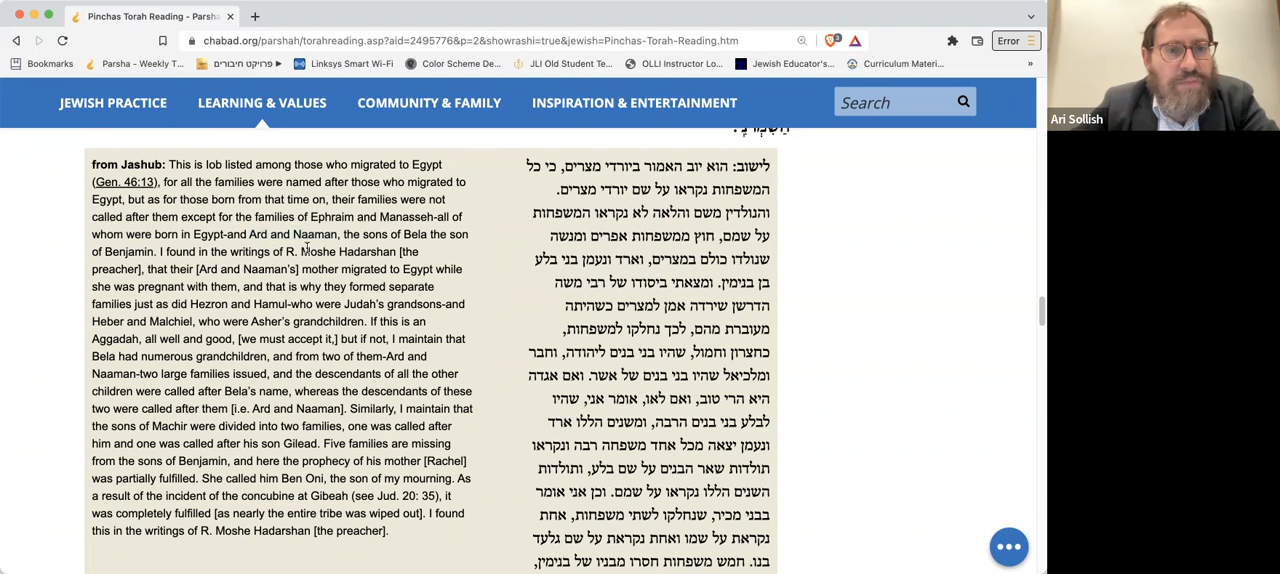 Pinchas Torah Reading - Parsha
chabad.org/parshah/torahreading.asp?aid=2495776&p=2&showrashi=true&jewish=Pinchas-Torah-Reading.htm
Error
Bookmarks Parsha - Weekly T... פרויקט חיבורים Linksys Smart Wi-Fi Color Scheme De... JLI Old Student Te... OLLI Instructor Lo... Jewish Educator's... Curriculum Materi... »
JEWISH PRACTICE LEARNING & VALUES COMMUNITY & FAMILY INSPIRATION & ENTERTAINMENT Search
Ari Sollish
from Jashub: This is Iob listed among those who migrated to Egypt
(Gen. 46:13), for all the families were named after those who migrated to
Egypt, but as for those born from that time on, their families were not
called after them except for the families of Ephraim and Manasseh-all of
whom were born in Egypt-and Ard and Naaman, the sons of Bela the son
of Benjamin. I found in the writings of R. Moshe Hadarshan [the
preacher], that their [Ard and Naaman's] mother migrated to Egypt while
she was pregnant with them, and that is why they formed separate
families just as did Hezron and Hamul-who were Judah's grandsons-and
Heber and Malchiel, who were Asher's grandchildren. If this is an
Aggadah, all well and good, [we must accept it,] but if not, I maintain that
Bela had numerous grandchildren, and from two of them-Ard and
Naaman-two large families issued, and the descendants of all the other
children were called after Bela's name, whereas the descendants of these
two were called after them [i.e. Ard and Naaman]. Similarly, I maintain that
the sons of Machir were divided into two families, one was called after
him and one was called after his son Gilead. Five families are missing
from the sons of Benjamin, and here the prophecy of his mother [Rachel]
was partially fulfilled. She called him Ben Oni, the son of my mourning. As
a result of the incident of the concubine at Gibeah (see Jud. 20: 35), it
was completely fulfilled [as nearly the entire tribe was wiped out]. I found
this in the writings of R. Moshe Hadarshan [the preacher].
לישוב: הוא יוב האמור ביורדי מצרים, כי כל
המשפחות נקראו על שם יורדי מצרים.
והנולדין משם והלאה לא נקראו המשפחות
על שמם, חוץ ממשפחות אפרים ומנשה
שנולדו כולם במצרים, וארד ונעמן בני בלע
בן בנימין. ומצאתי ביסודו של רבי משה
הדרשן שירדה אמן למצרים כשהיתה
מעוברת מהם, לכך נחלקו למשפחות,
כחצרון וחמול, שהיו בני בנים ליהודה, וחבר
ומלכיאל שהיו בני בנים של אשר. ואם אגדה
היא הרי טוב, ואם לאו, אומר אני, שהיו
לבלע בני בנים הרבה, ומשנים הללו ארד
ונעמן יצאה מכל אחד משפחה רבה ונקראו
תולדות שאר הבנים על שם בלע, ותולדות
השנים הללו נקראו על שמם. וכן אני אומר
בבני מכיר, שנחלקו לשתי משפחות, אחת
נקראת על שמו ואחת נקראת על שם גלעד
בנו. חמש משפחות חסרו מבניו של בנימין,